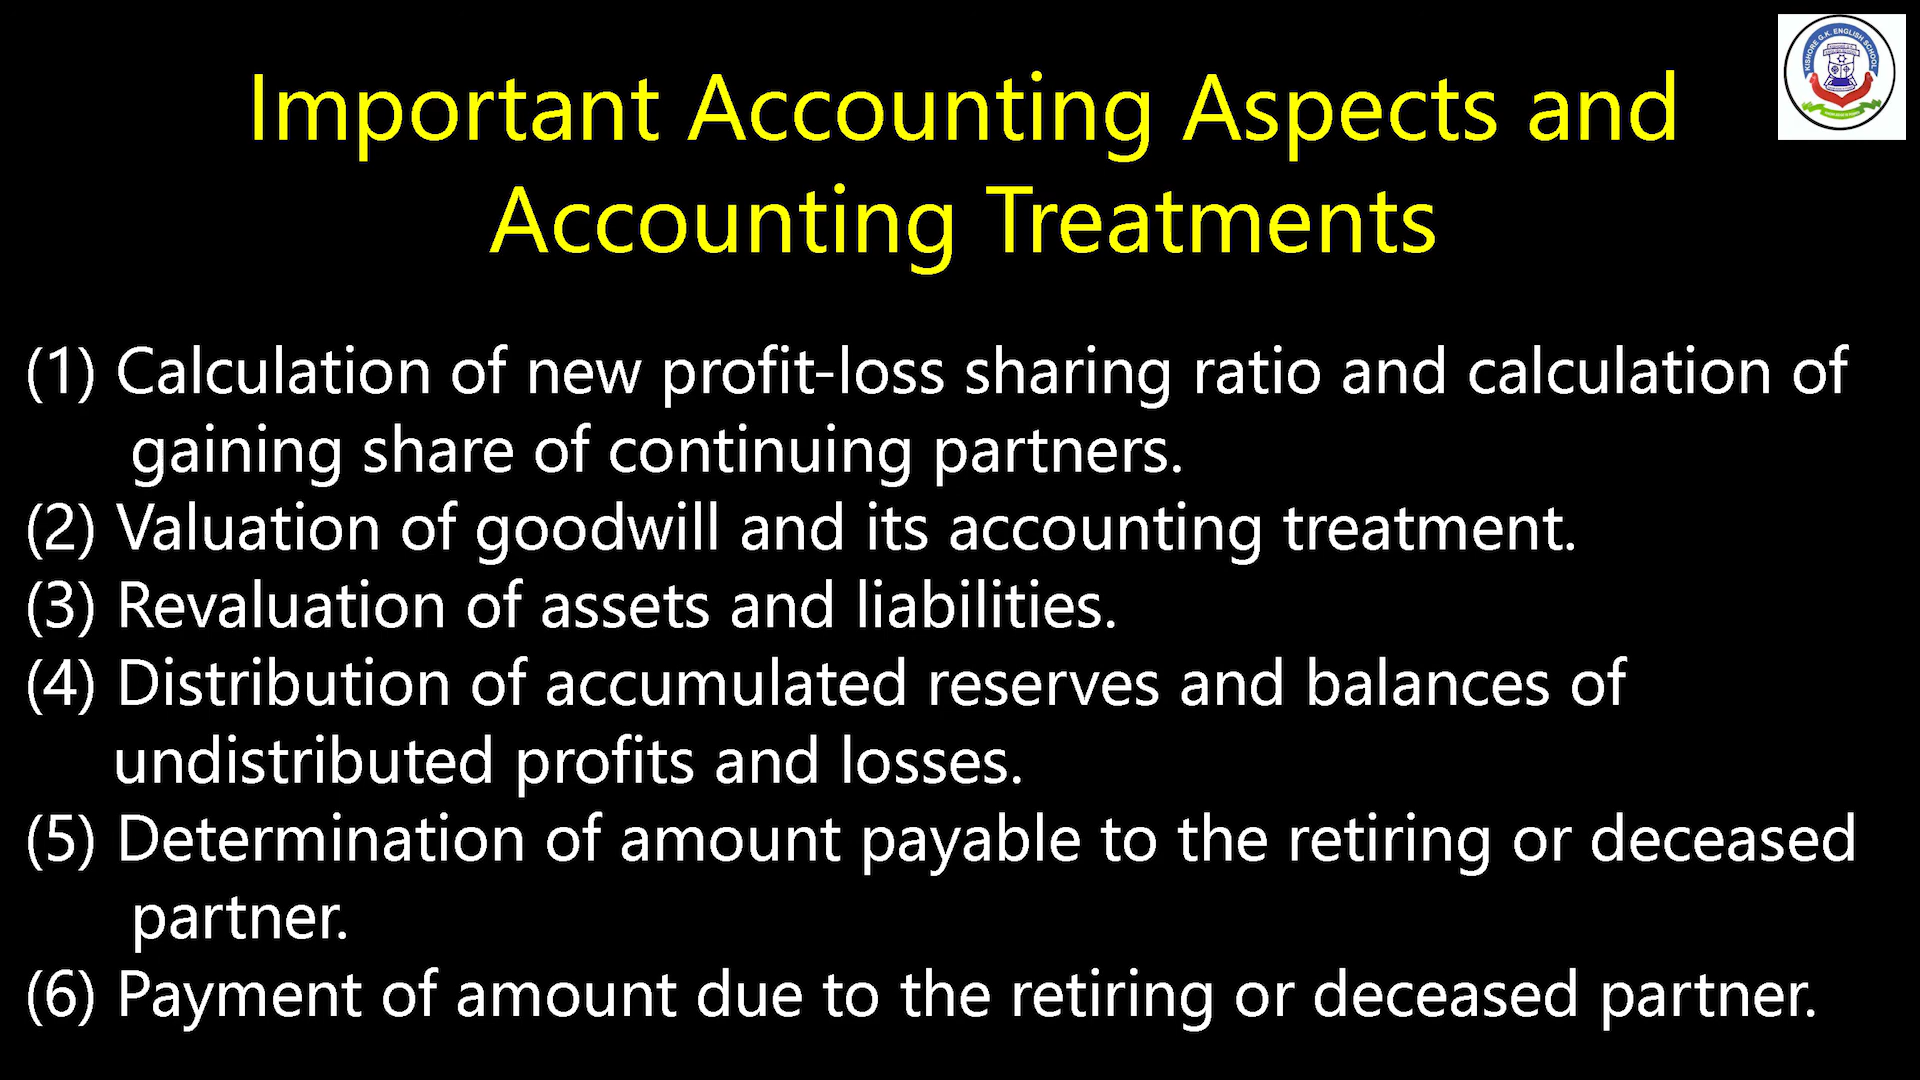 Important Accounting Aspects and
Accounting Treatments
KISHORE G.K. ENGLISH SCHOOL
(1) Calculation of new profit-loss sharing ratio and calculation of
gaining share of continuing partners.
(2) Valuation of goodwill and its accounting treatment.
(3) Revaluation of assets and liabilities.
(4) Distribution of accumulated reserves and balances of
undistributed profits and losses.
(5) Determination of amount payable to the retiring or deceased
partner.
(6) Payment of amount due to the retiring or deceased partner.